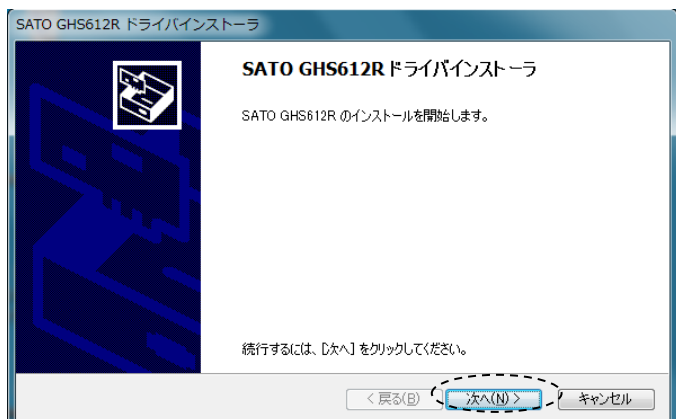 SATO GHS612R ドライバインストーラ
SATO GHS612R ドライバインストーラ
SATO GHS612R のインストールを開始します。
続行するには、[次へ] をクリックしてください。
< 戻る(B) 次へ(N) > キャンセル